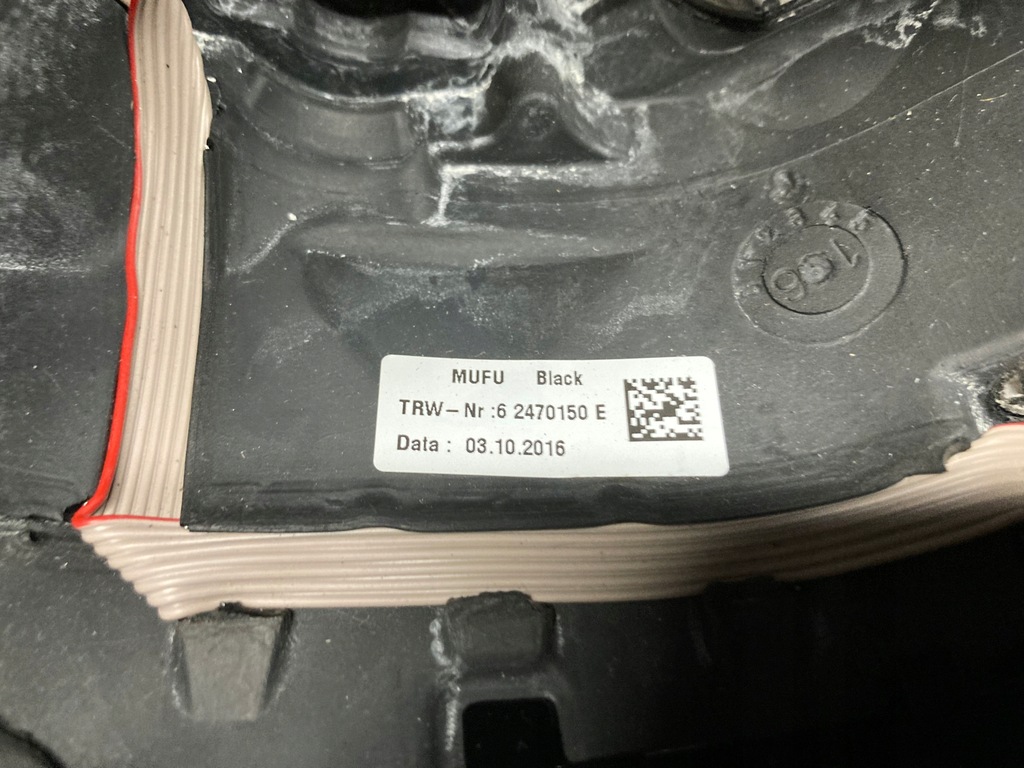 MUFU Black
TRW-Nr :6 2470150 E
Data : 03.10.2016